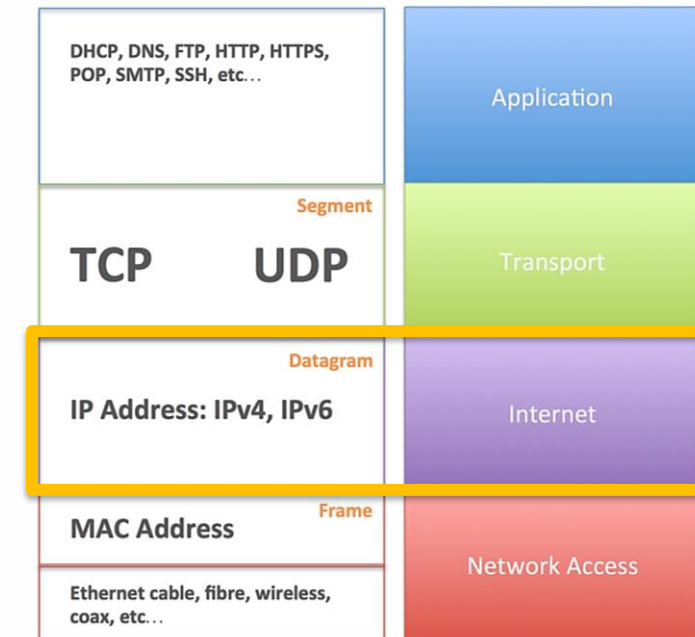 DHCP, DNS, FTP, HTTP, HTTPS,
POP, SMTP, SSH, etc...
Application
Segment
TCP UDP
Transport
Datagram
IP Address: IPv4, IPv6
Internet
Frame
MAC Address
Network Access
Ethernet cable, fibre, wireless,
coax, etc...